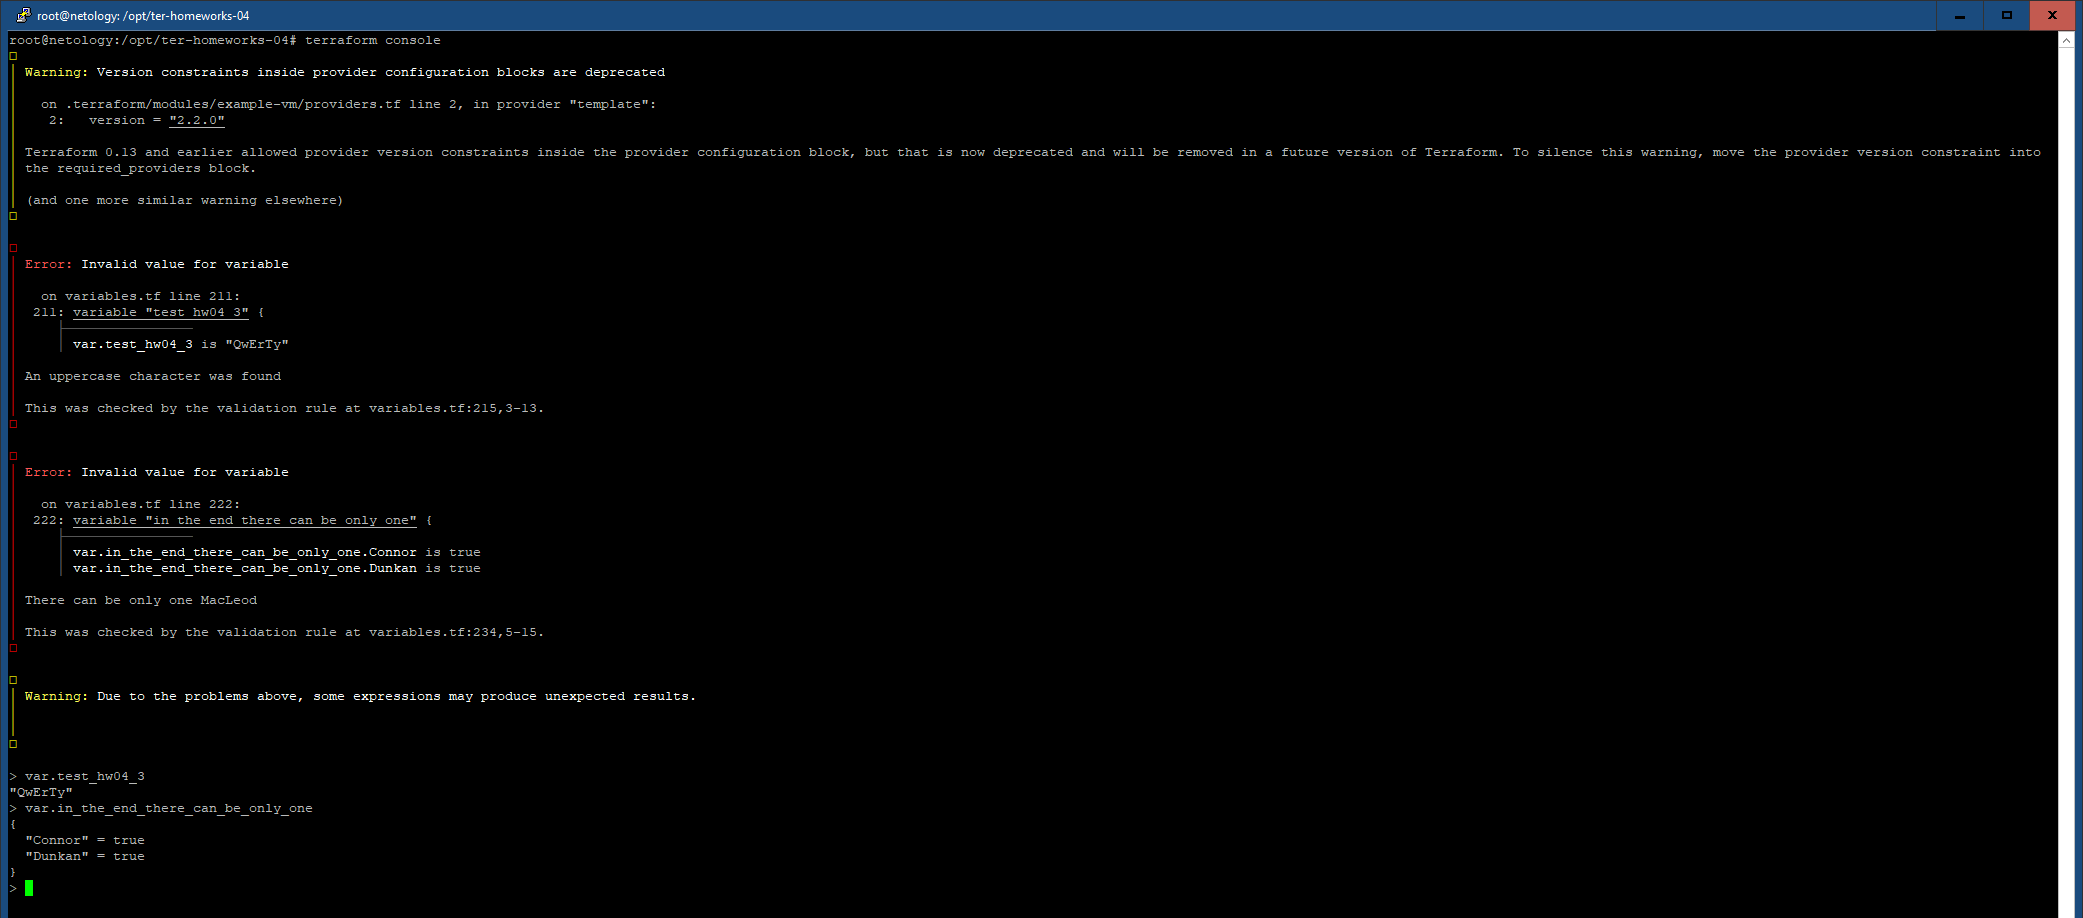 root@netology: /opt/ter-homeworks-04
root@netology:/opt/ter-homeworks-04# terraform console
Warning: Version constraints inside provider configuration blocks are deprecated
on .terraform/modules/example-vm/providers.tf line 2, in provider "template":
2:   version = "2.2.0"
Terraform 0.13 and earlier allowed provider version constraints inside the provider configuration block, but that is now deprecated and will be removed in a future version of Terraform. To silence this warning, move the provider version constraint into
the required_providers block.
(and one more similar warning elsewhere)
Error: Invalid value for variable
on variables.tf line 211:
211: variable "test_hw04_3" {
var.test_hw04_3 is "QwErTy"
An uppercase character was found
This was checked by the validation rule at variables.tf:215,3-13.
Error: Invalid value for variable
on variables.tf line 222:
222: variable "in_the_end_there_can_be_only_one" {
var.in_the_end_there_can_be_only_one.Connor is true
var.in_the_end_there_can_be_only_one.Dunkan is true
There can be only one MacLeod
This was checked by the validation rule at variables.tf:234,5-15.
Warning: Due to the problems above, some expressions may produce unexpected results.
> var.test_hw04_3
"QwErTy"
> var.in_the_end_there_can_be_only_one
{
  "Connor" = true
  "Dunkan" = true
}
>